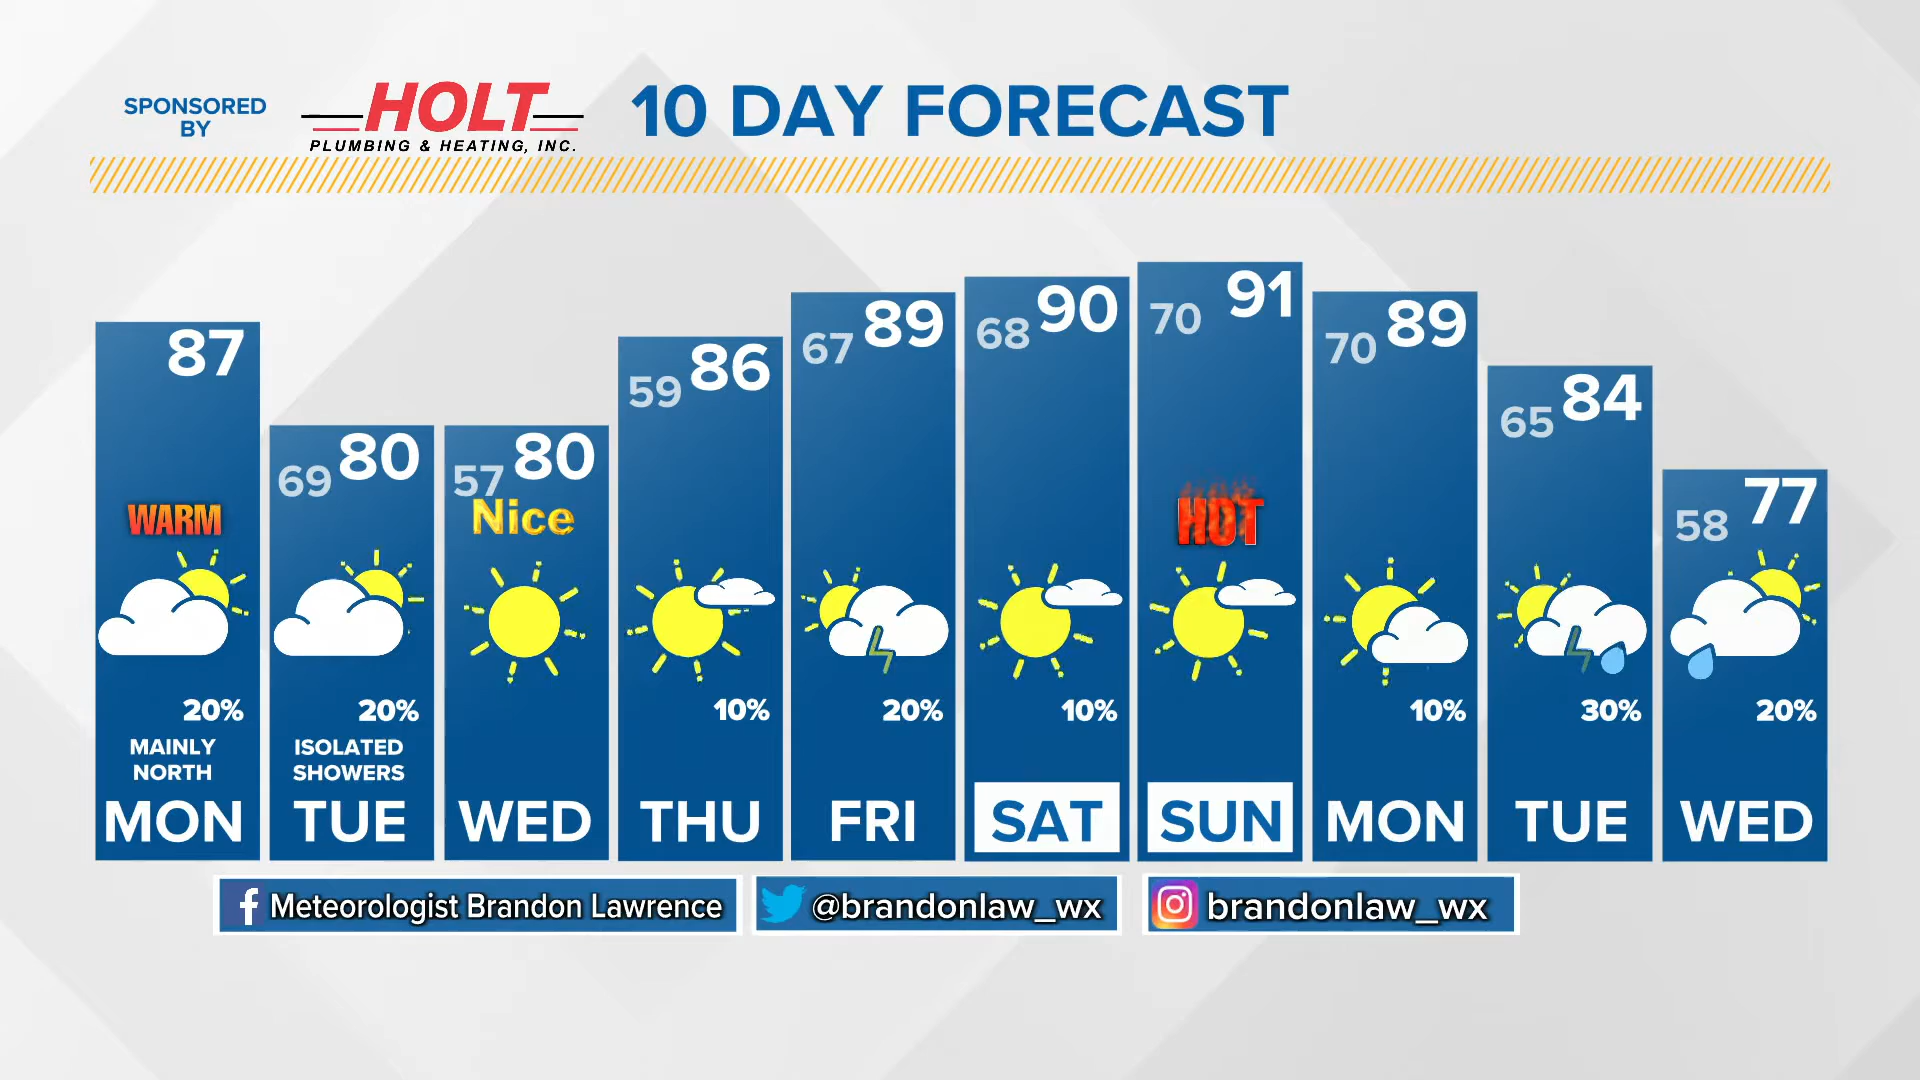 SPONSORED
BY
HOLT
PLUMBING & HEATING, INC.
10 DAY FORECAST
87
WARM
20%
MAINLY
NORTH
MON
69 80
20%
ISOLATED
SHOWERS
TUE
57 80
Nice
WED
59 86
10%
THU
67 89
20%
FRI
68 90
10%
SAT
70 91
HOT
SUN
70 89
10%
MON
65 84
30%
TUE
58 77
20%
WED
Meteorologist Brandon Lawrence
@brandonlaw_wx
brandonlaw_wx